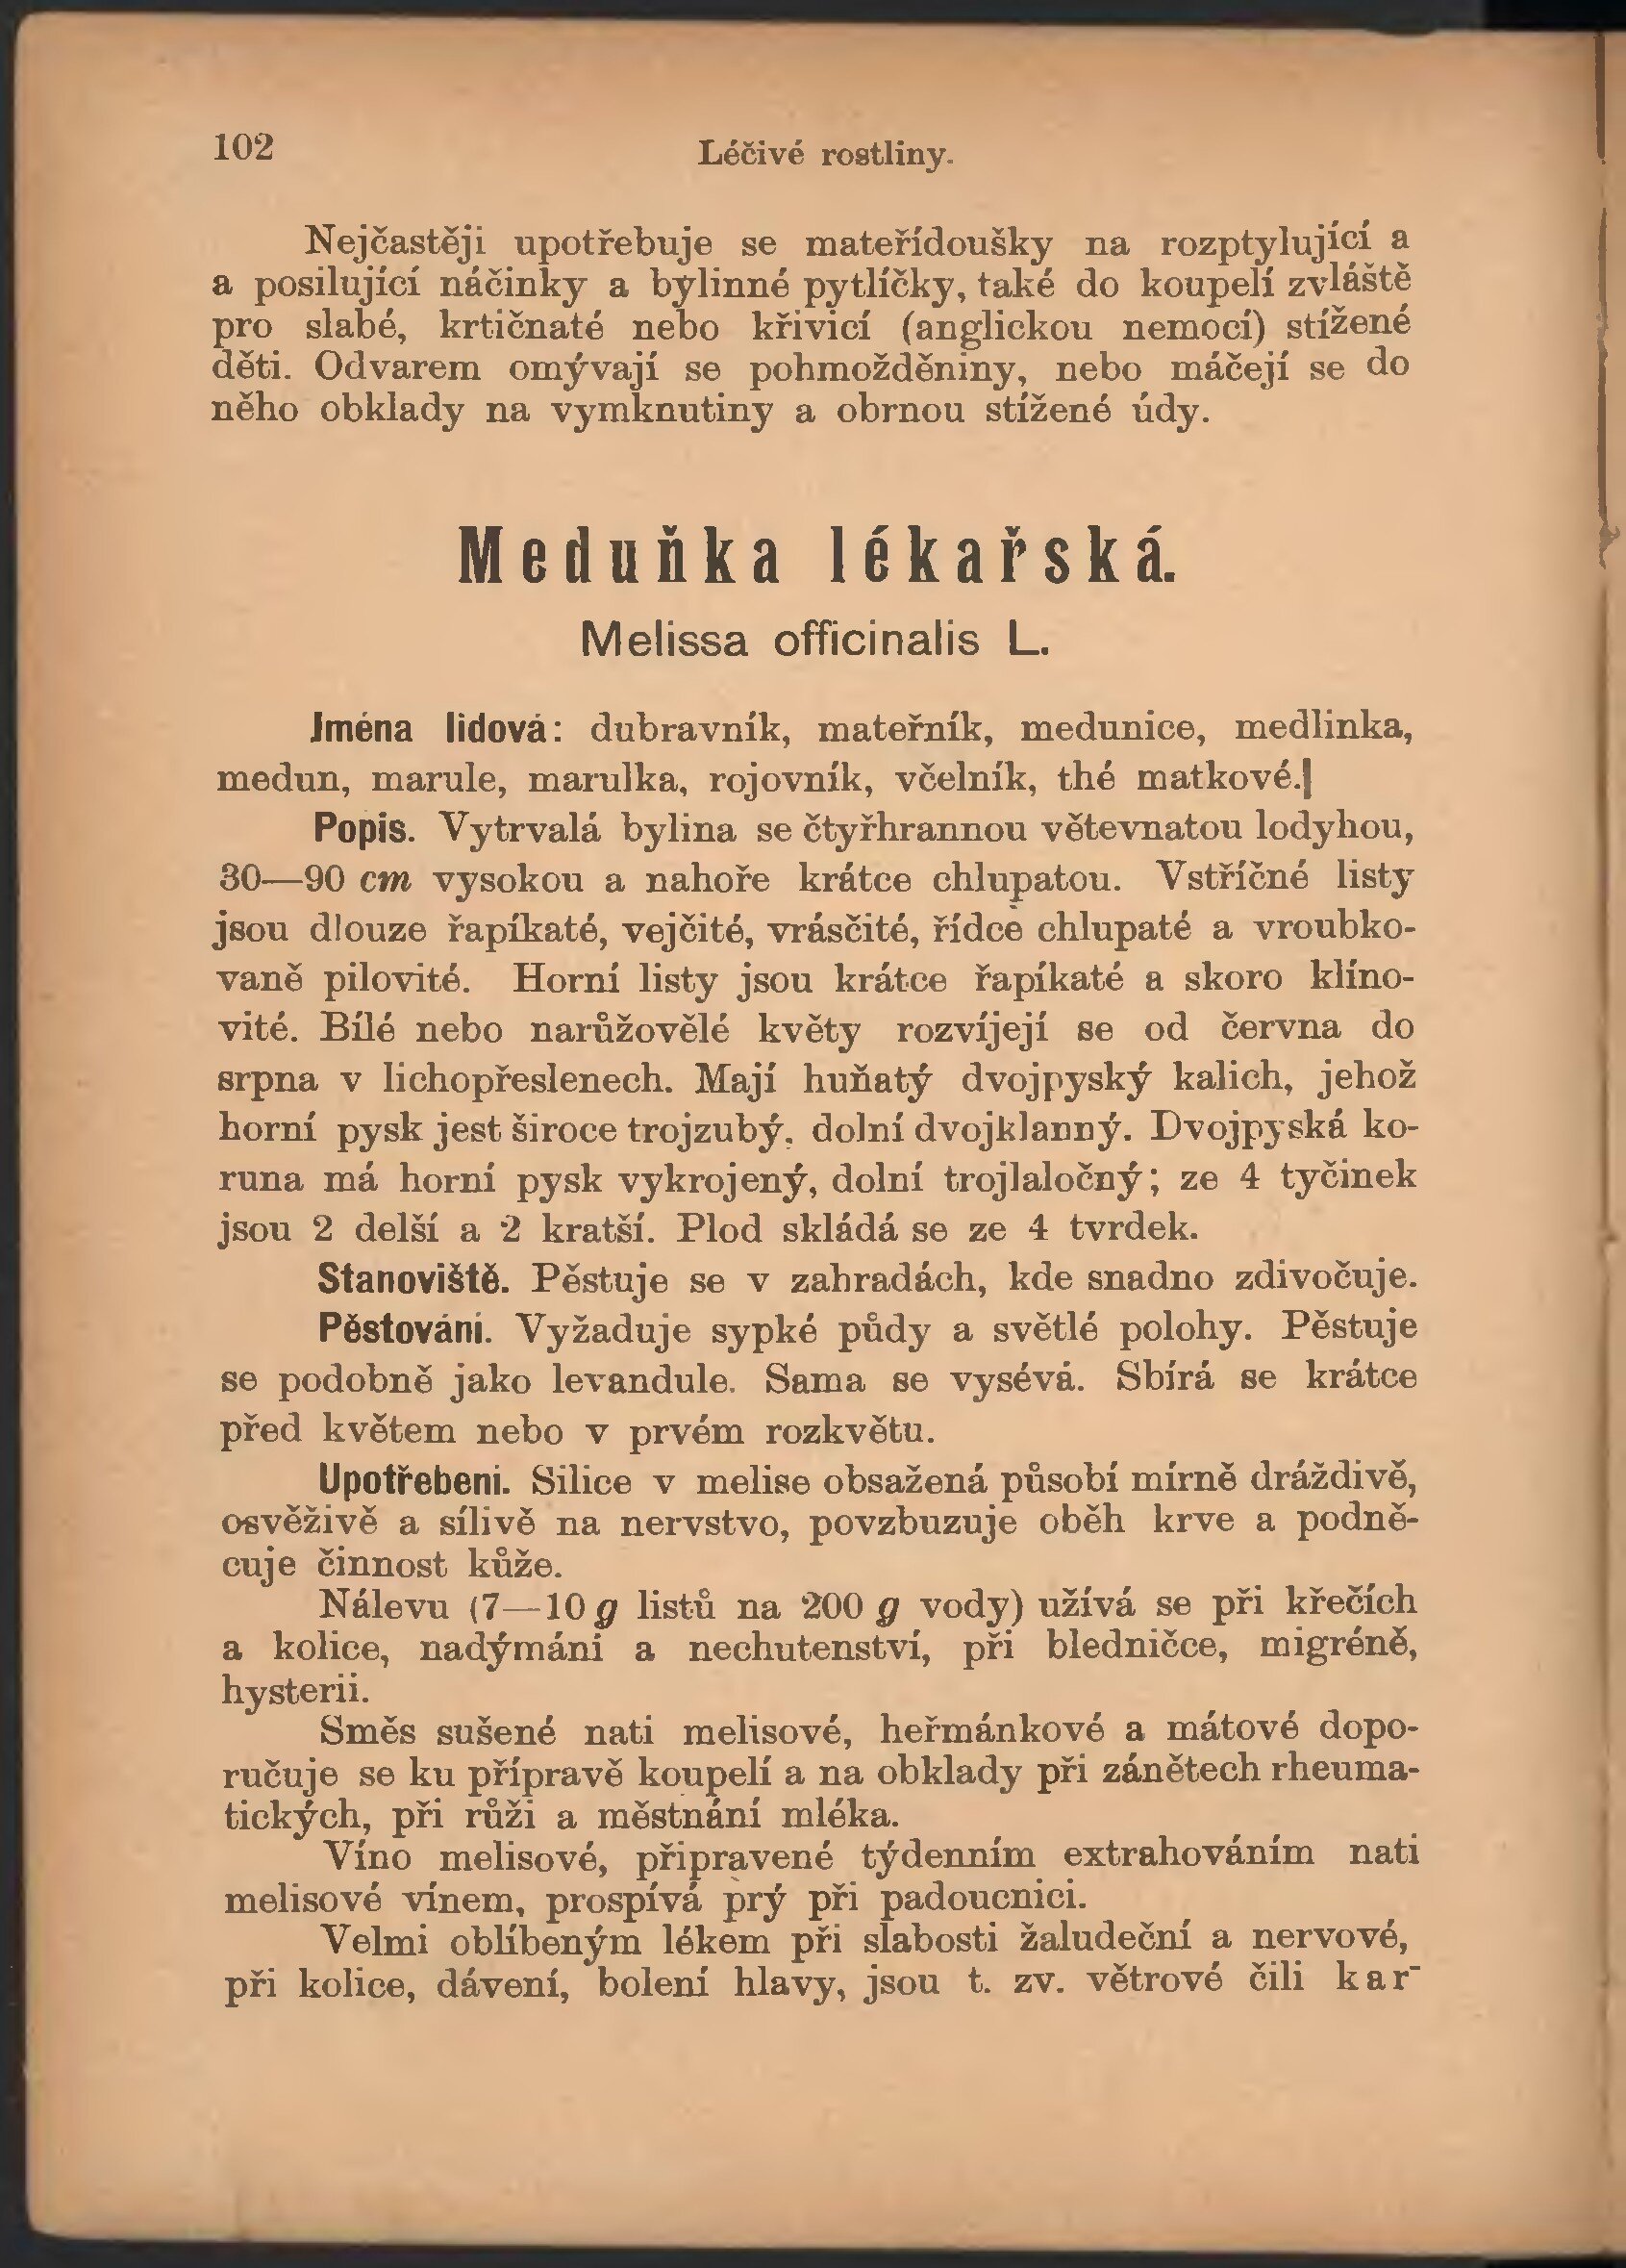 102
Léčivé rostliny.
Nejčastěji upotřebuje se mateřídoušky na rozptylující a
a posilující náčinky a bylinné pytlíčky, také do koupelí zvláště
pro slabé, krtičnaté nebo křivicí (anglickou nemocí) stížené
děti. Odvarem omývají se pohmožděniny, nebo máčejí se do
něho obklady na vymknutiny a obrnou stížené údy.
Meduňka lékařská.
Melissa officinalis L.
Jména lidová: dubravník, mateřník, medunice, medlinka,
medun, marule, marulka, rojovník, včelník, thé matkové.
Popis. Vytrvalá bylina se čtyřhrannou větevnatou lodyhou,
30—90 cm vysokou a nahoře krátce chlupatou. Vstříčné listy
jsou dlouze řapíkaté, vejčité, vrásčité, řídce chlupaté a vroubko-
vaně pilovité. Horní listy jsou krátce řapíkaté a skoro klíno-
vité. Bílé nebo narůžovělé květy rozvíjejí se od června do
srpna v lichopřeslenech. Mají huňatý dvojpyský kalich, jehož
horní pysk jest široce trojzubý, dolní dvojklanný. Dvojpyská ko-
runa má horní pysk vykrojený, dolní trojlaločný; ze 4 tyčinek
jsou 2 delší a 2 kratší. Plod skládá se ze 4 tvrdek.
Stanoviště. Pěstuje se v zahradách, kde snadno zdivočuje.
Pěstování. Vyžaduje sypké půdy a světlé polohy. Pěstuje
se podobně jako levandule. Sama se vysévá. Sbírá se krátce
před květem nebo v prvém rozkvětu.
Upotřebení. Silice v melise obsažená působí mírně dráždivě,
osvěživě a sílivě na nervstvo, povzbuzuje oběh krve a podně-
cuje činnost kůže.
Nálevu (7—10 g listů na 200 g vody) užívá se při křečích
a kolice, nadýmání a nechutenství, při bledničce, migréně,
hysterii.
Směs sušené nati melisové, heřmánkové a mátové dopo-
ručuje se ku přípravě koupelí a na obklady při zánětech rheuma-
tických, při růži a městnání mléka.
Víno melisové, připravené týdenním extrahováním nati
melisové vínem, prospívá prý při padoucnici.
Velmi oblíbeným lékem při slabosti žaludeční a nervové,
při kolice, dávení, bolení hlavy, jsou t. zv. větrové čili kar-